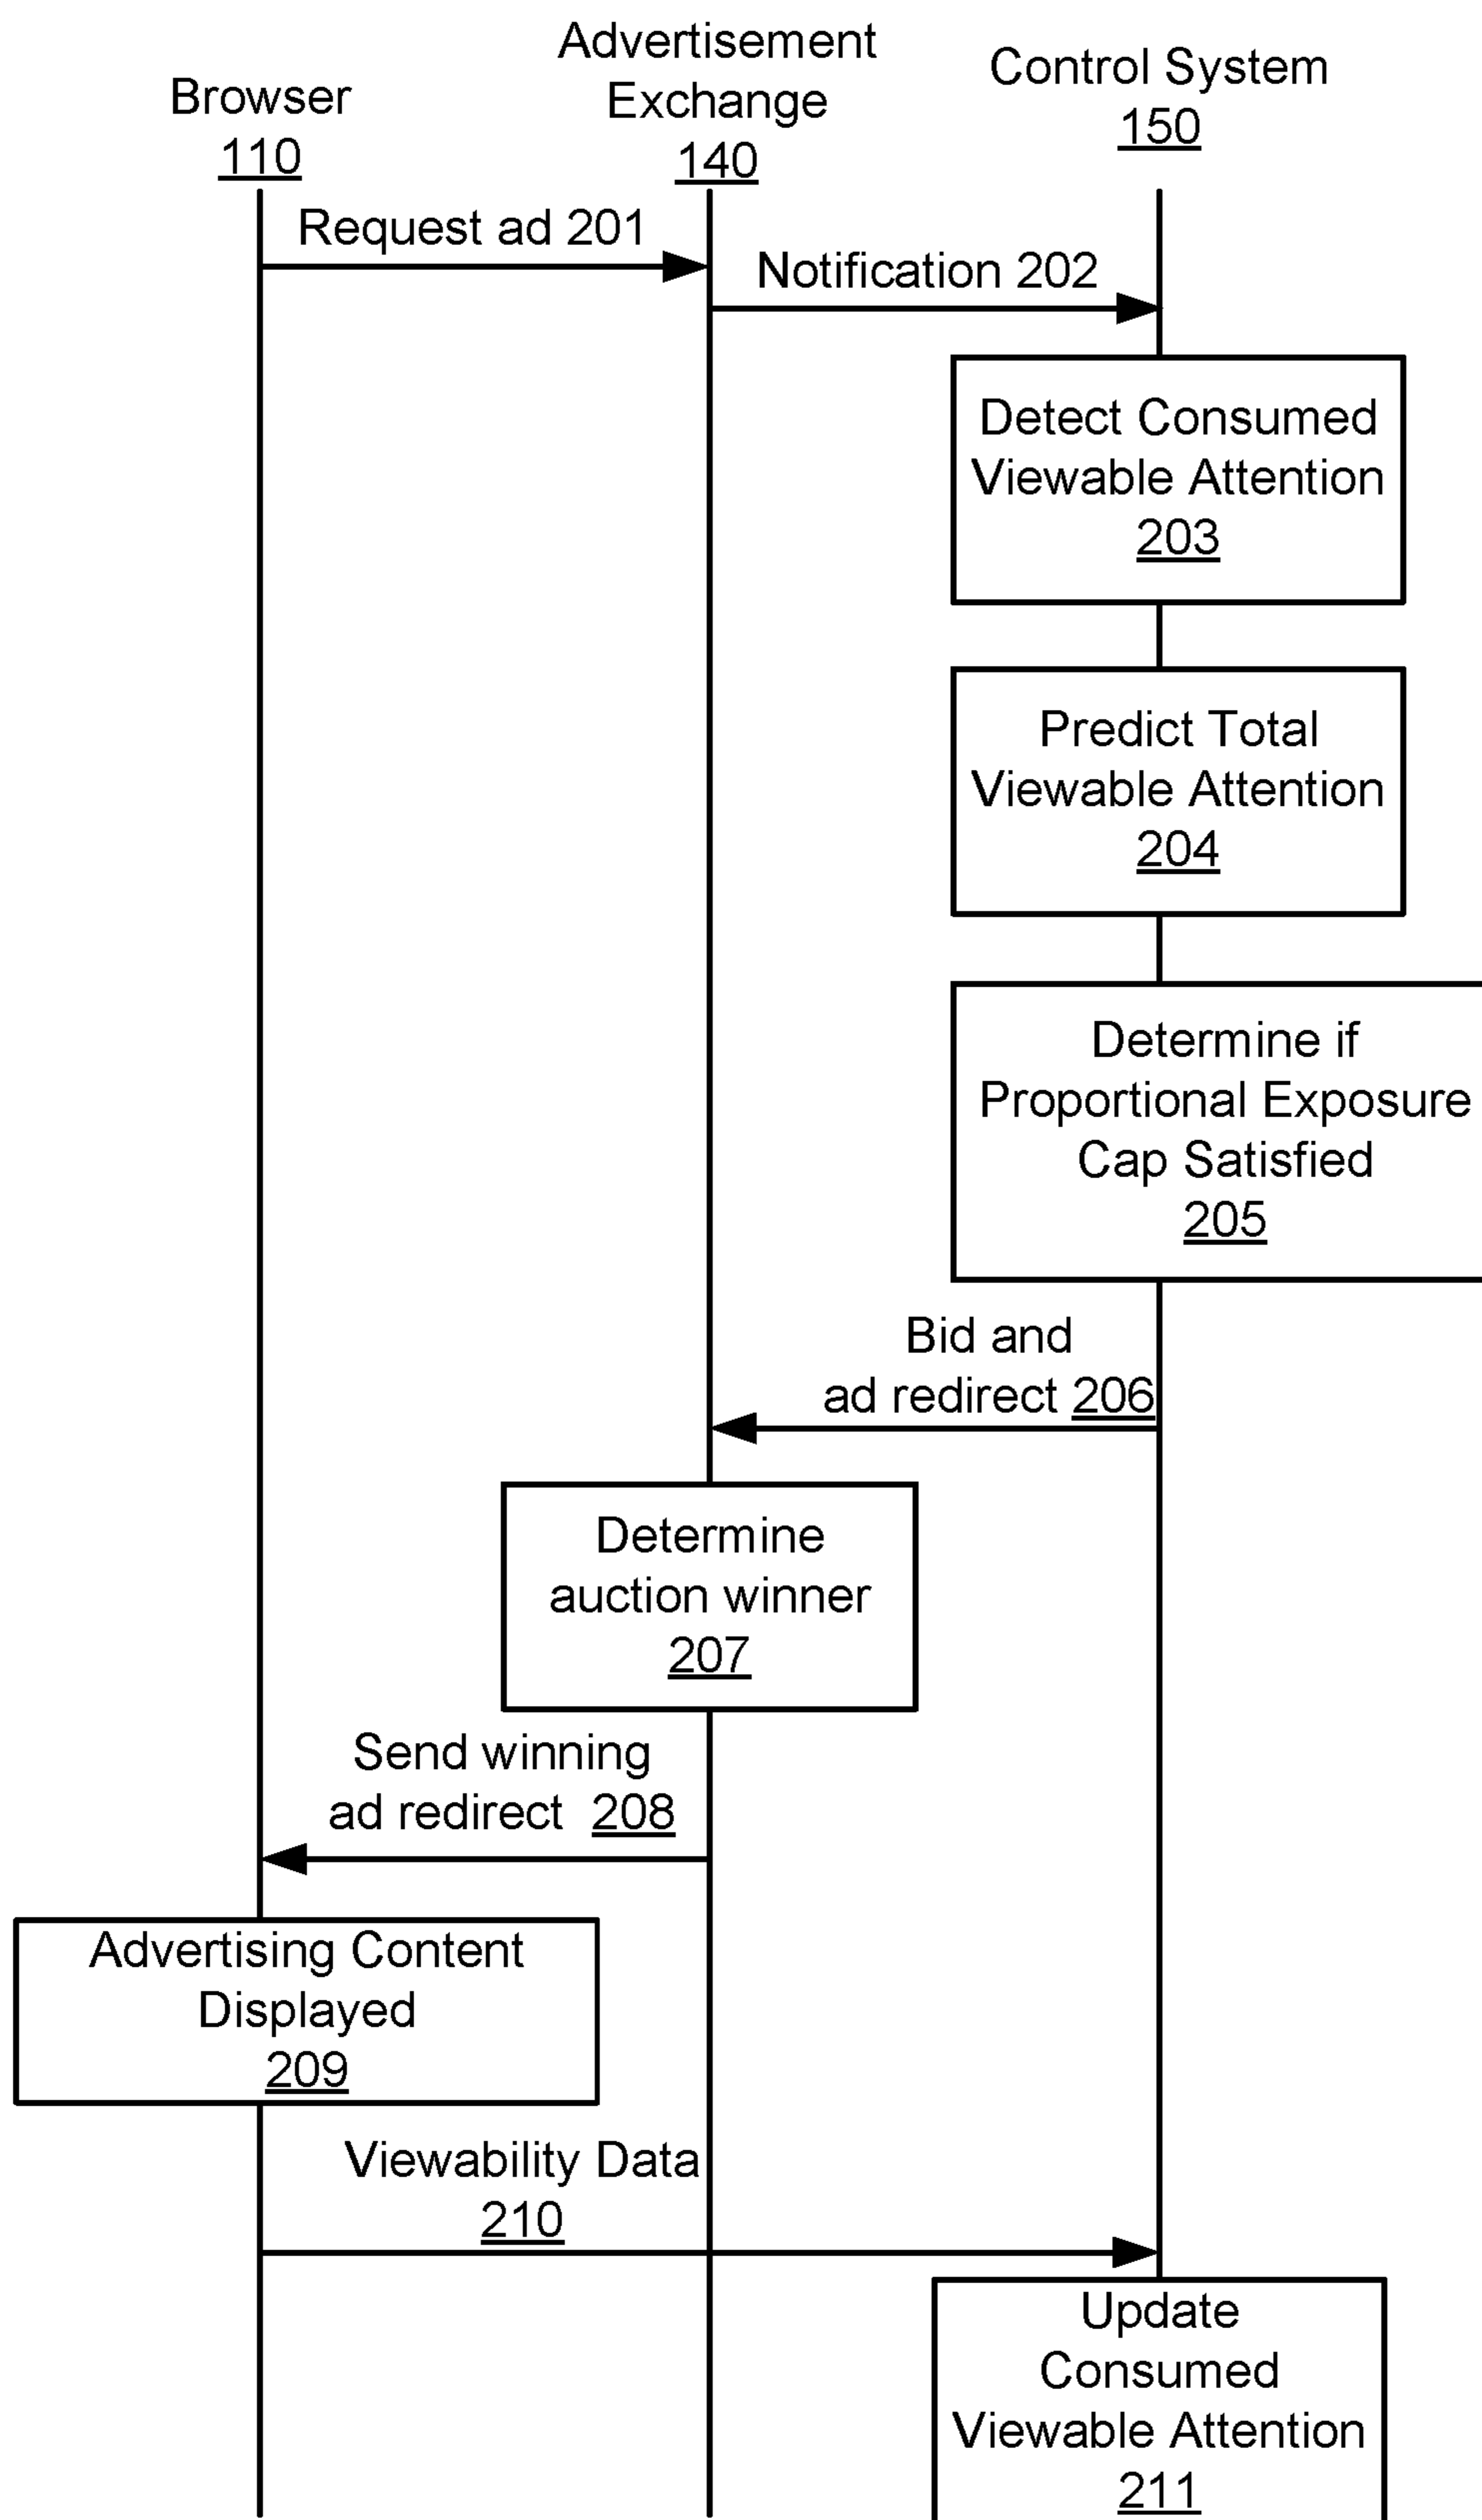 Browser
110
Advertisement
Exchange
140
Control System
150
Request ad 201
Notification 202
Detect Consumed
Viewable Attention
203
Predict Total
Viewable Attention
204
Determine if
Proportional Exposure
Cap Satisfied
205
Bid and
ad redirect 206
Determine
auction winner
207
Send winning
ad redirect 208
Advertising Content
Displayed
209
Viewability Data
210
Update
Consumed
Viewable Attention
211